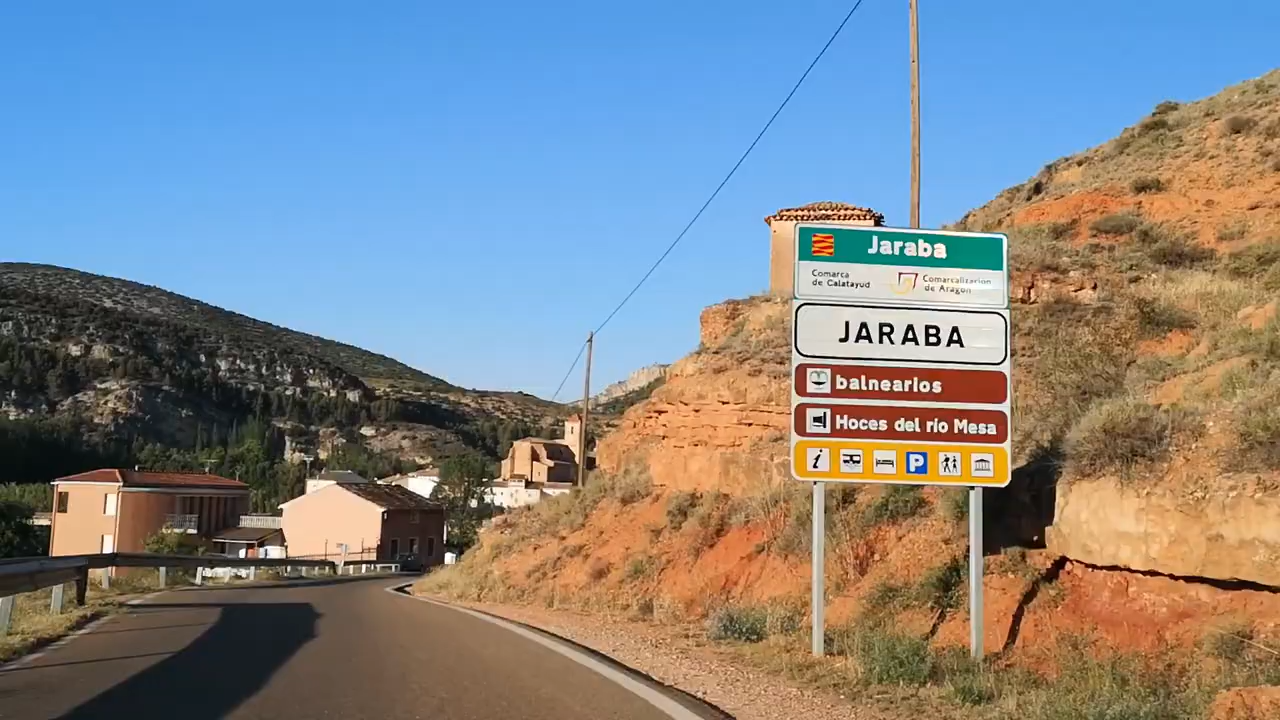 Jaraba
Comarca
de Calatayud
Comarcalización
de Aragón
JARABA
balnearios
Hoces del río Mesa
i P